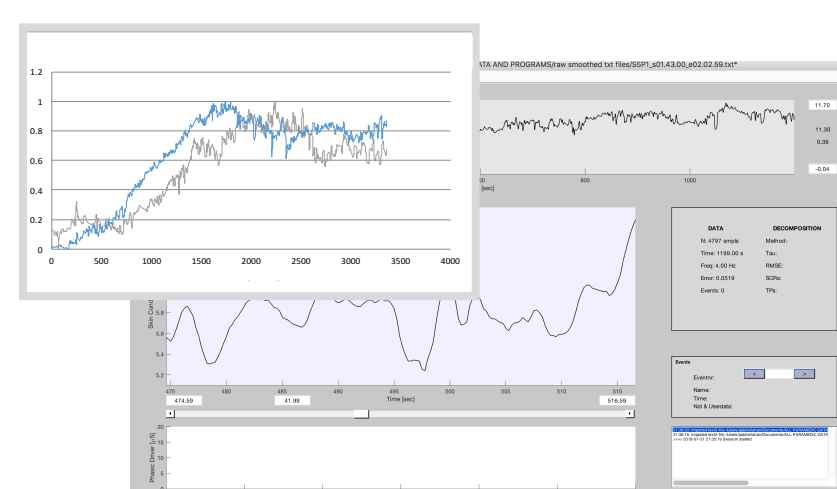 ATA AND PROGRAMS/raw smoothed txt files/S5P1_s01.43.00_e02.02.59.txt*
1.2
1
0.8
0.6
0.4
0.2
0
0 500 1000 1500 2000 2500 3000 3500 4000
11.70
11.30
0.36
-0.04
00 800 1000
[sec]
DATA DECOMPOSITION
N: 4797 smpls Method:
Time: 1199.00 s Tau:
Freq: 4.00 Hz RMSE:
Error: 0.0519 SCRs:
Events: 0 TPs:
Skin Cond
5.8
5.6
5.4
5.2
475 480 485 490 495 500 505 510 515
474.59 41.99 Time [sec] 516.59
Events
Eventnr: < >
Name:
Time:
Nid & Userdata:
Phasic Driver [µS]
20
15
10
5
0
>>>> 2018-07-31 21:35:19 Session started